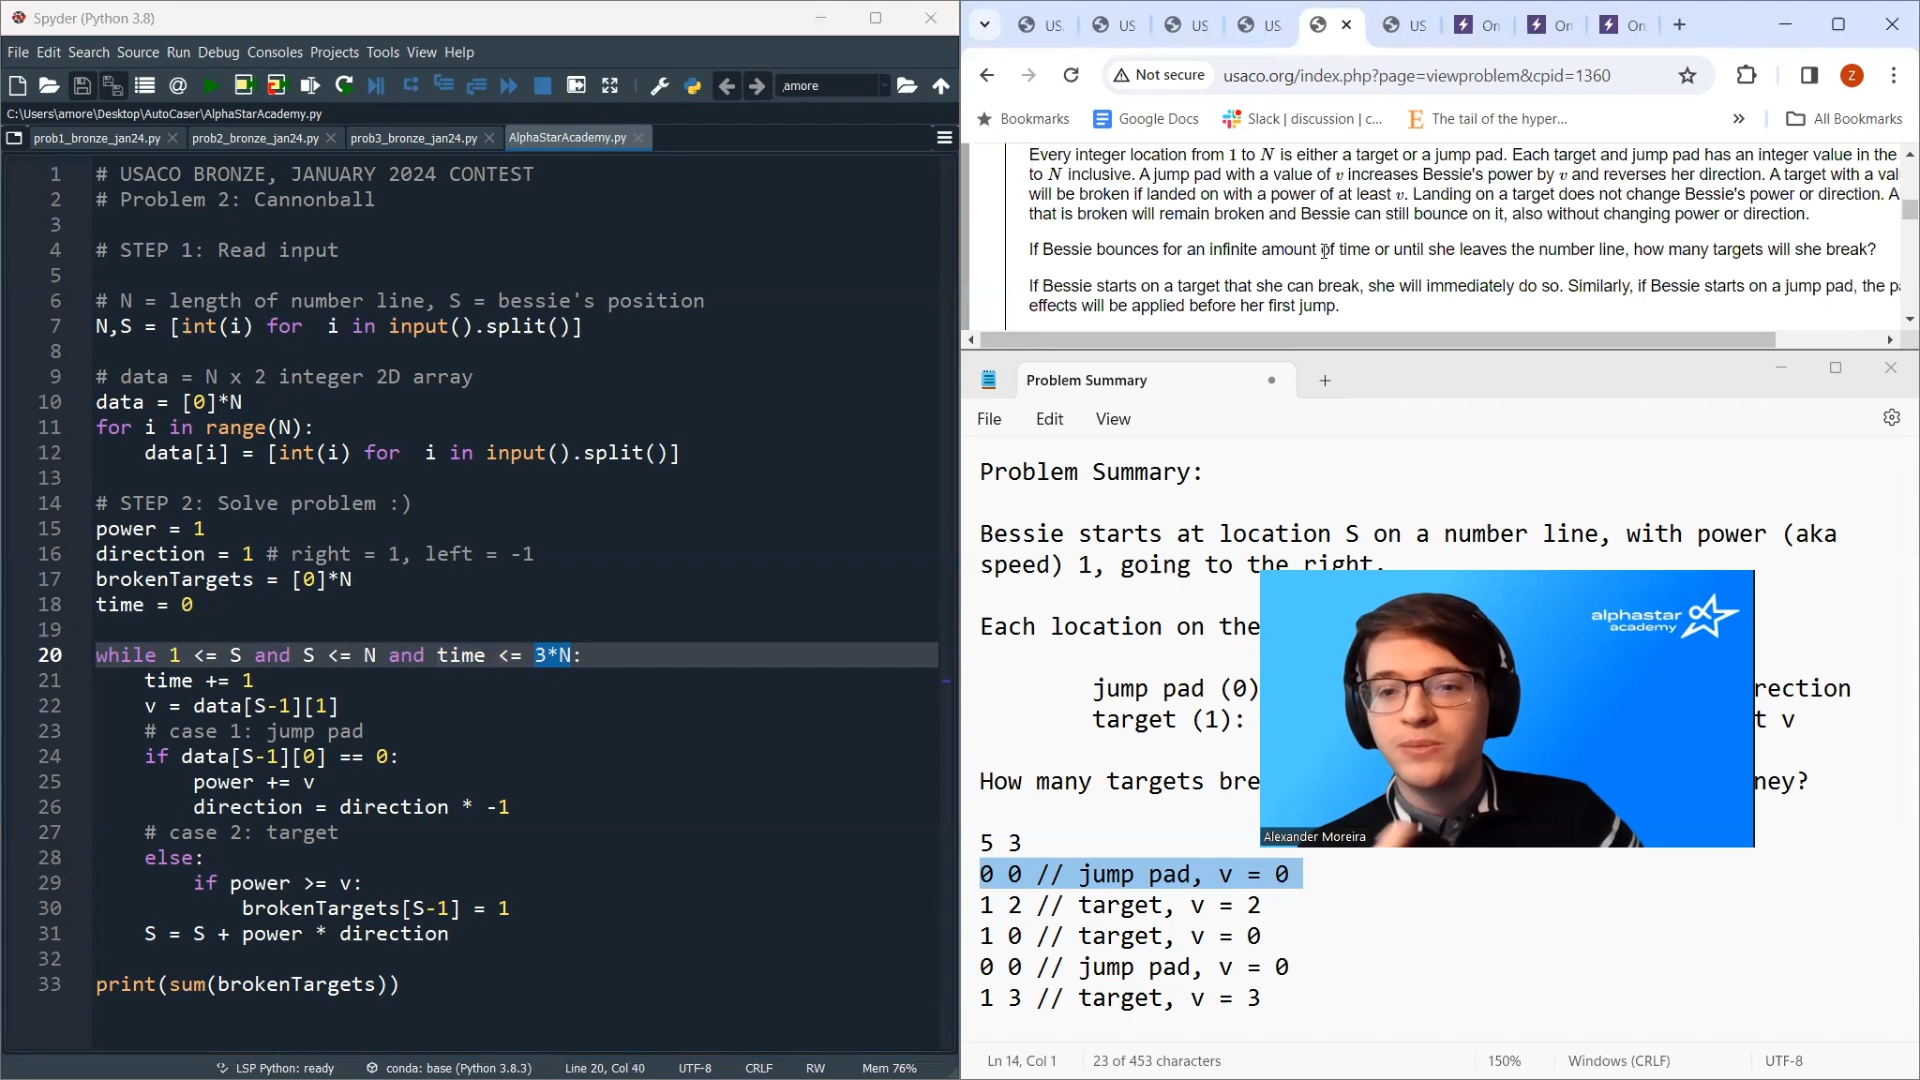 Spyder (Python 3.8)
File Edit Search Source Run Debug Consoles Projects Tools View Help
amore
C:\Users\amore\Desktop\AutoCaser\AlphaStarAcademy.py
prob1_bronze_jan24.py prob2_bronze_jan24.py prob3_bronze_jan24.py AlphaStarAcademy.py
1 # USACO BRONZE, JANUARY 2024 CONTEST
2 # Problem 2: Cannonball
3
4 # STEP 1: Read input
5
6 # N = length of number line, S = bessie's position
7 N,S = [int(i) for  i in input().split()]
8
9 # data = N x 2 integer 2D array
10 data = [0]*N
11 for i in range(N):
12     data[i] = [int(i) for  i in input().split()]
13
14 # STEP 2: Solve problem :)
15 power = 1
16 direction = 1 # right = 1, left = -1
17 brokenTargets = [0]*N
18 time = 0
19
20 while 1 <= S and S <= N and time <= 3*N:
21     time += 1
22     v = data[S-1][1]
23     # case 1: jump pad
24     if data[S-1][0] == 0:
25         power += v
26         direction = direction * -1
27     # case 2: target
28     else:
29         if power >= v:
30             brokenTargets[S-1] = 1
31     S = S + power * direction
32
33 print(sum(brokenTargets))
LSP Python: ready conda: base (Python 3.8.3) Line 20, Col 40 UTF-8 CRLF RW Mem 76%
US US US US US On On On
Not secure usaco.org/index.php?page=viewproblem&cpid=1360 Z
Bookmarks Google Docs Slack | discussion | c... The tail of the hyper... » All Bookmarks
Every integer location from 1 to N is either a target or a jump pad. Each target and jump pad has an integer value in the
to N inclusive. A jump pad with a value of v increases Bessie's power by v and reverses her direction. A target with a val
will be broken if landed on with a power of at least v. Landing on a target does not change Bessie's power or direction. A
that is broken will remain broken and Bessie can still bounce on it, also without changing power or direction.
If Bessie bounces for an infinite amount of time or until she leaves the number line, how many targets will she break?
If Bessie starts on a target that she can break, she will immediately do so. Similarly, if Bessie starts on a jump pad, the pa
effects will be applied before her first jump.
Problem Summary
File Edit View
Problem Summary:
Bessie starts at location S on a number line, with power (aka
speed) 1, going to the right.
Each location on the
jump pad (0) rection
target (1): t v
How many targets bre ney?
5 3
0 0 // jump pad, v = 0
1 2 // target, v = 2
1 0 // target, v = 0
0 0 // jump pad, v = 0
1 3 // target, v = 3
alphastar
academy
Alexander Moreira
Ln 14, Col 1 23 of 453 characters 150% Windows (CRLF) UTF-8